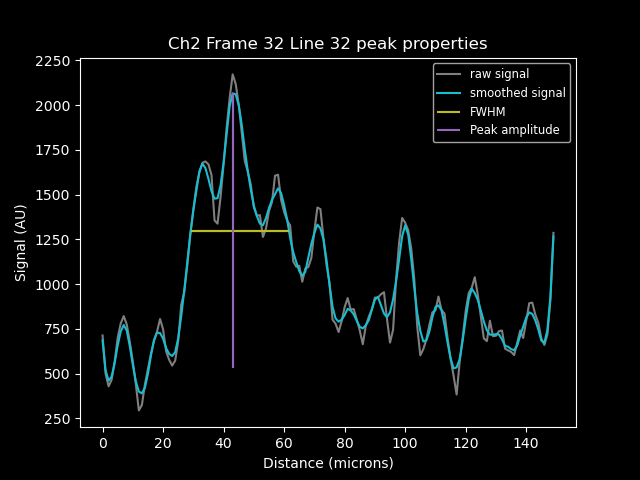 Ch2 Frame 32 Line 32 peak properties
raw signal
smoothed signal
FWHM
Peak amplitude
Signal (AU)
2250
2000
1750
1500
1250
1000
750
500
250
0 20 40 60 80 100 120 140
Distance (microns)